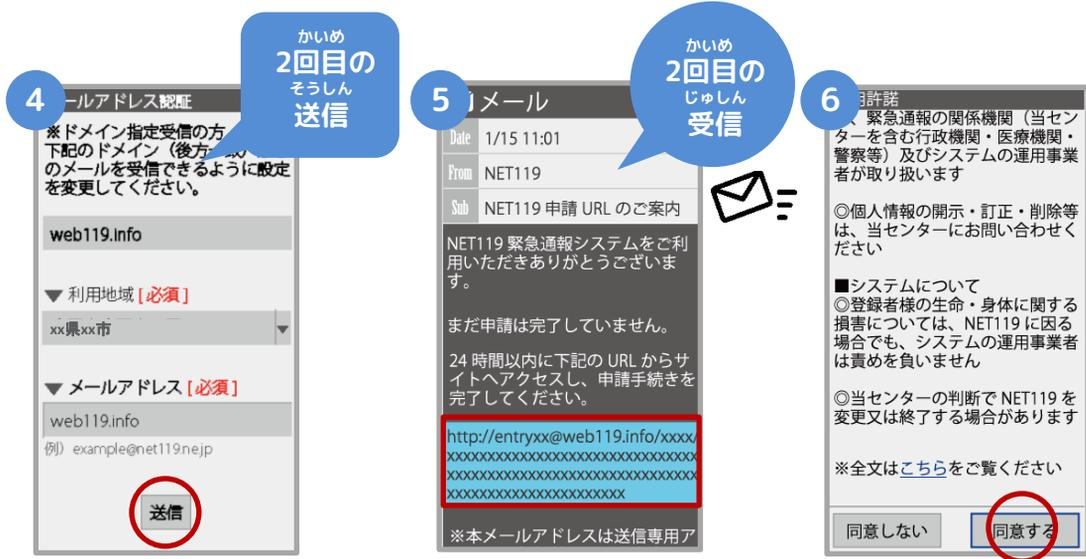 4
ールアドレス認証
かいめ
2回目の
そうしん
送信
※ドメイン指定受信の方
下記のドメイン（後方一致）
のメールを受信できるように設定
を変更してください。
web119.info
▼ 利用地域 [必須]
xx県xx市
▼ メールアドレス [必須]
web119.info
例）example@net119.ne.jp
送信
5
メール
かいめ
2回目の
じゅしん
受信
Date 1/15 11:01
From NET119
Sub NET119 申請 URL のご案内
NET119 緊急通報システムをご利
用いただきありがとうございま
す。
まだ申請は完了していません。
24 時間以内に下記の URL からサ
イトへアクセスし、申請手続きを
完了してください。
http://entryxx@web119.info/xxxx/
xxxxxxxxxxxxxxxxxxxxxxxxxxxxxxx
xxxxxxxxxxxxxxxxxxxxxxxxxxxxxxx
xxxxxxxxxxxxxxxxxxxxxx
※本メールアドレスは送信専用ア
6
用許諾
、緊急通報の関係機関（当セン
ターを含む行政機関・医療機関・
警察等）及びシステムの運用事業
者が取り扱います
◎個人情報の開示・訂正・削除等
は、当センターにお問い合わせく
ださい
■システムについて
◎登録者様の生命・身体に関する
損害については、NET119 に因る
場合でも、システムの運用事業者
は責めを負いません
◎当センターの判断で NET119 を
変更又は終了する場合があります
※全文はこちらをご覧ください
同意しない
同意する